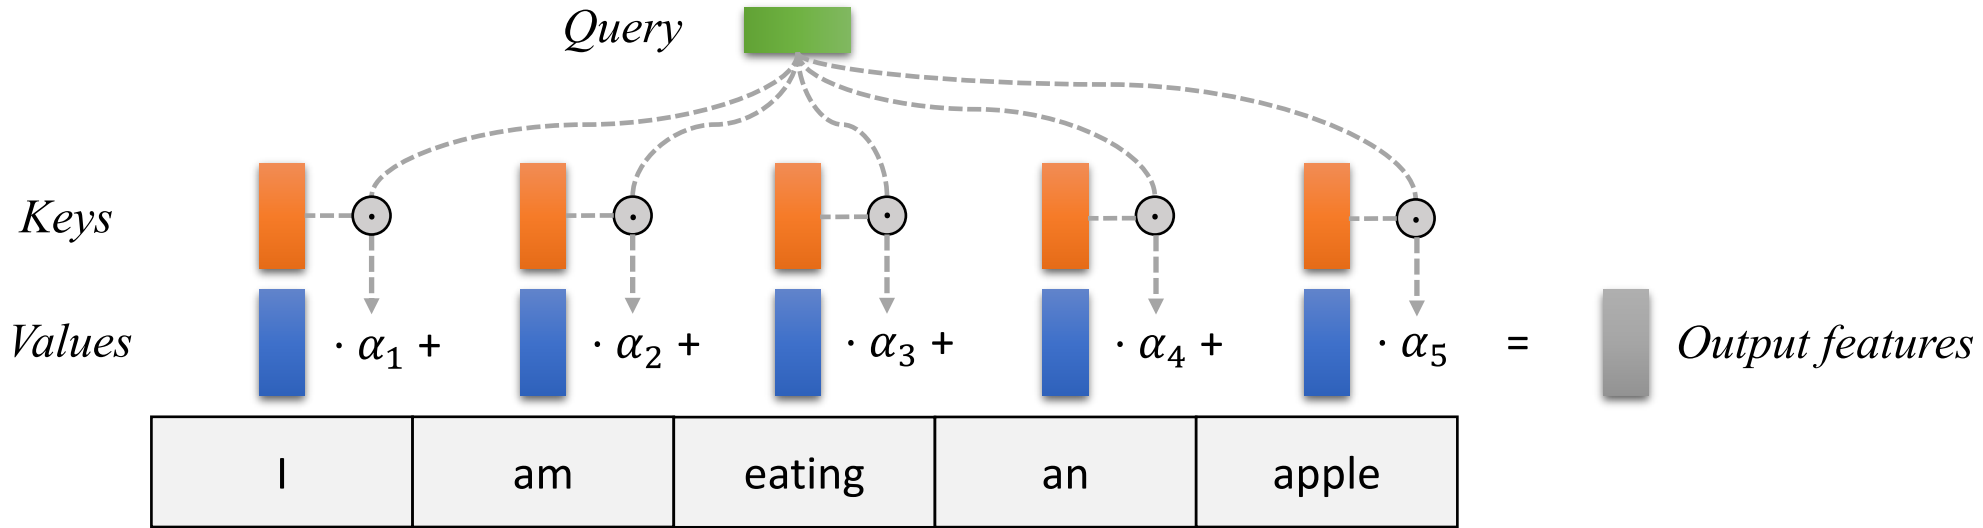 Query
Keys
Values · α₁ + · α₂ + · α₃ + · α₄ + · α₅ = Output features
I am eating an apple